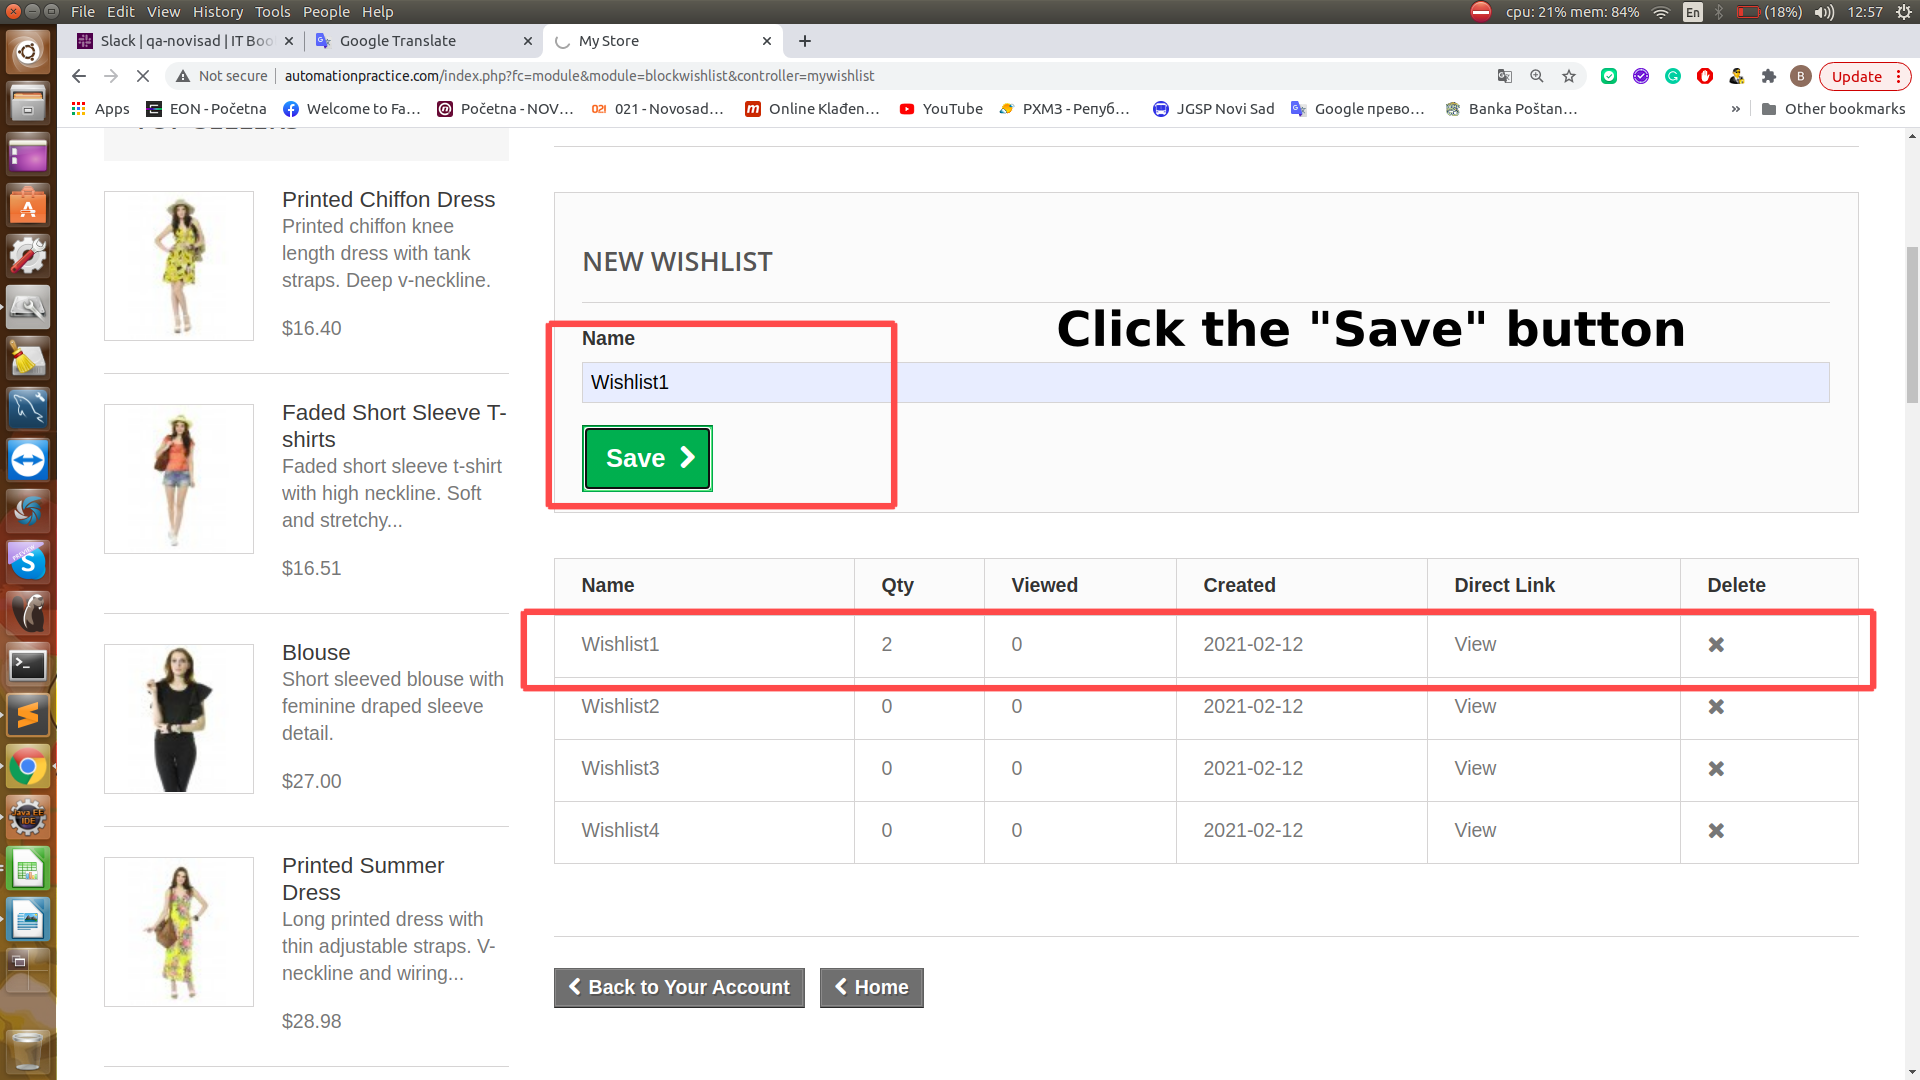 File Edit View History Tools People Help
cpu: 21% mem: 84% En (18%) 12:57
Slack | qa-novisad | IT Boo
Google Translate
My Store
Not secure automationpractice.com/index.php?fc=module&module=blockwishlist&controller=mywishlist
B Update
Apps EON - Početna Welcome to Fa... Početna - NOV... 021 021 - Novosad... Online Klađen... YouTube РХМЗ - Репуб... JGSP Novi Sad Google прево... Banka Poštan... » Other bookmarks
TOP SELLERS
Printed Chiffon Dress
Printed chiffon knee
length dress with tank
straps. Deep v-neckline.
$16.40
Faded Short Sleeve T-
shirts
Faded short sleeve t-shirt
with high neckline. Soft
and stretchy...
$16.51
Blouse
Short sleeved blouse with
feminine draped sleeve
detail.
$27.00
Printed Summer
Dress
Long printed dress with
thin adjustable straps. V-
neckline and wiring...
$28.98
NEW WISHLIST
Click the "Save" button
Name
Wishlist1
Save
Name Qty Viewed Created Direct Link Delete
Wishlist1 2 0 2021-02-12 View
Wishlist2 0 0 2021-02-12 View
Wishlist3 0 0 2021-02-12 View
Wishlist4 0 0 2021-02-12 View
Back to Your Account
Home